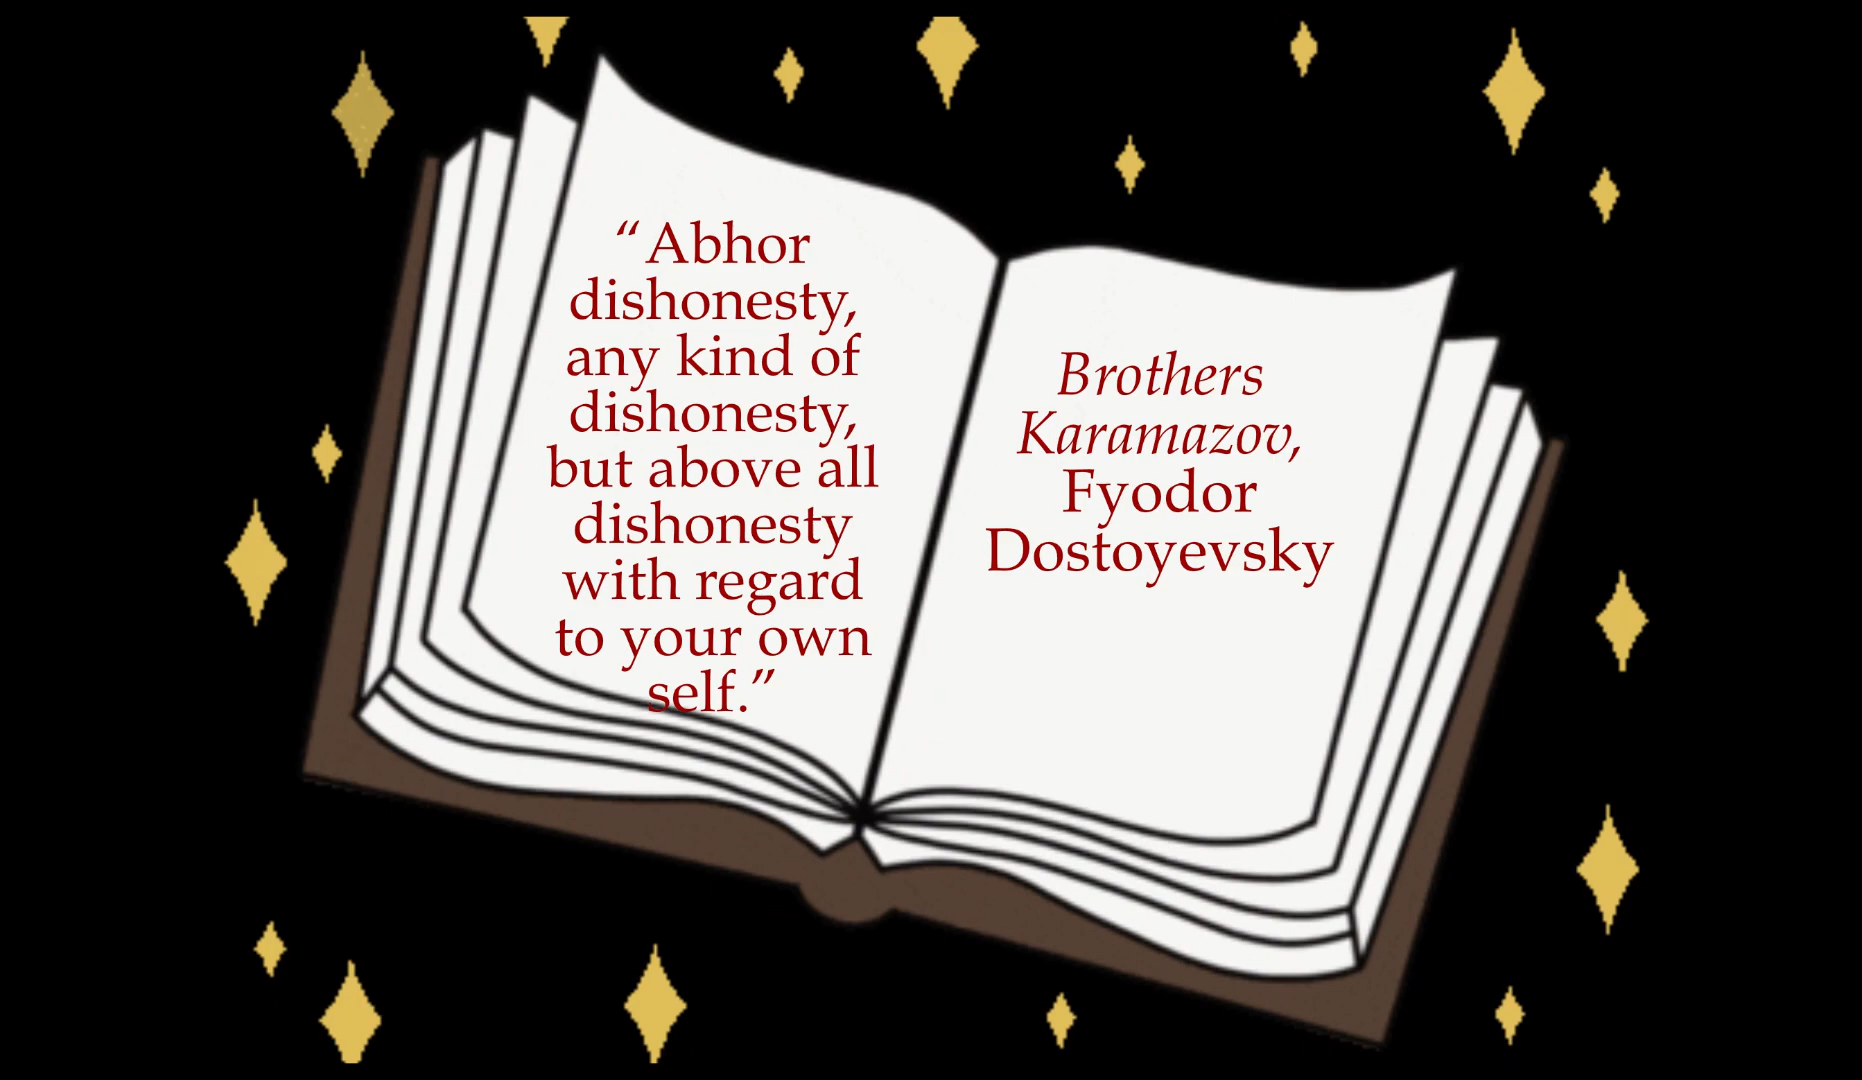 “Abhor
dishonesty,
any kind of
dishonesty,
but above all
dishonesty
with regard
to your own
self.”
Brothers
Karamazov,
Fyodor
Dostoyevsky